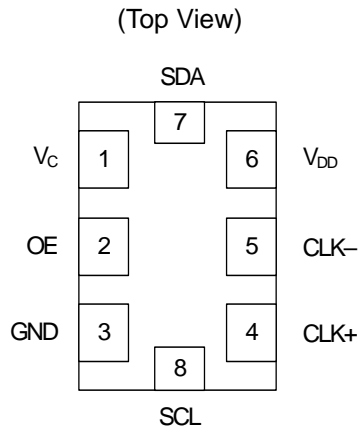 (Top View)
SDA
7
VC 1 6 VDD
OE 2 5 CLK–
GND 3 4 CLK+
8
SCL